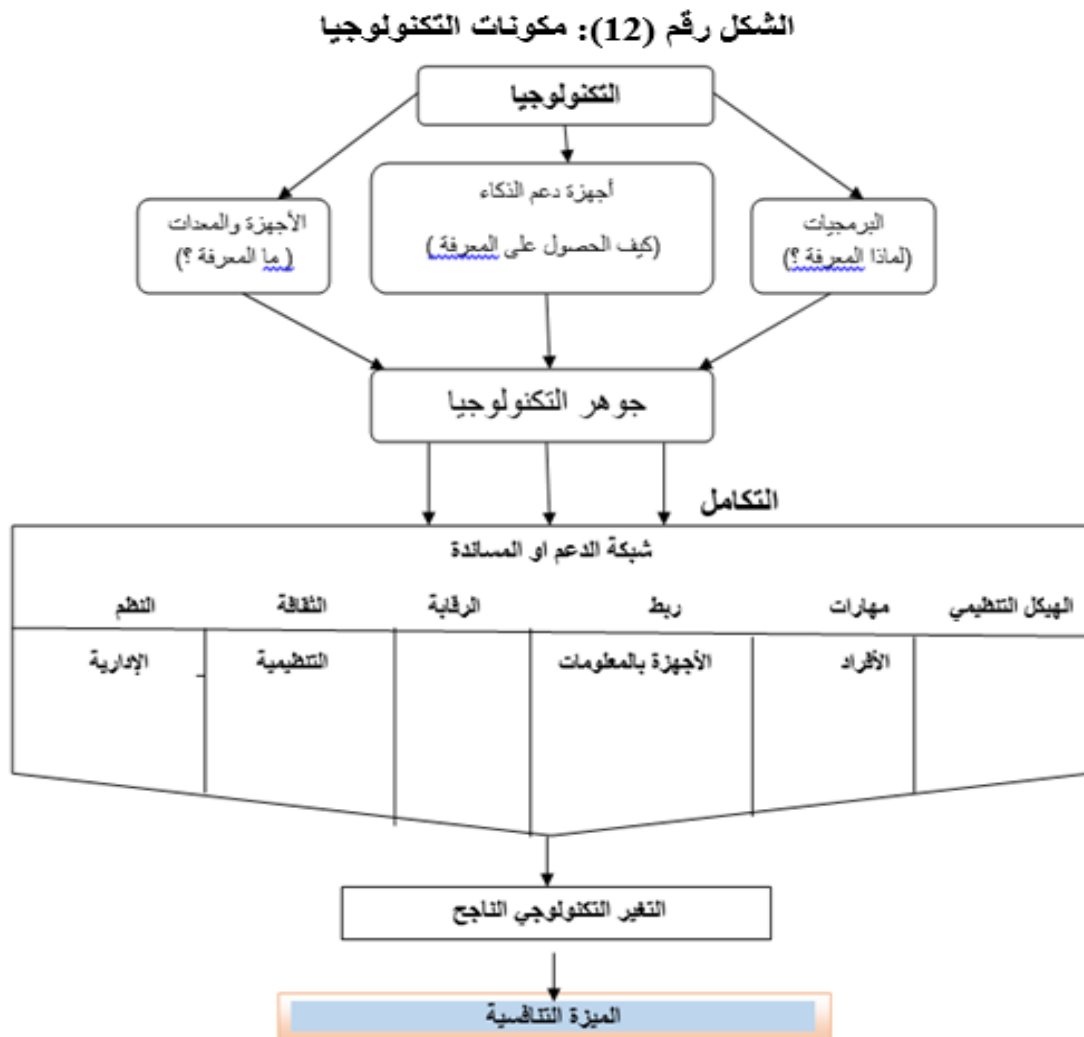 الشكل رقم (12): مكونات التكنولوجيا
التكنولوجيا
البرمجيات
(لماذا المعرفة ؟)
أجهزة دعم الذكاء
(كيف الحصول على المعرفة )
الأجهزة والمعدات
( ما المعرفة ؟)
جوهر التكنولوجيا
التكامل
شبكة الدعم او المساندة
الهيكل التنظيمي مهارات ربط الرقابة الثقافة النظم
الأفراد الأجهزة بالمعلومات التنظيمية الإدارية
التغير التكنولوجي الناجح
الميزة التنافسية